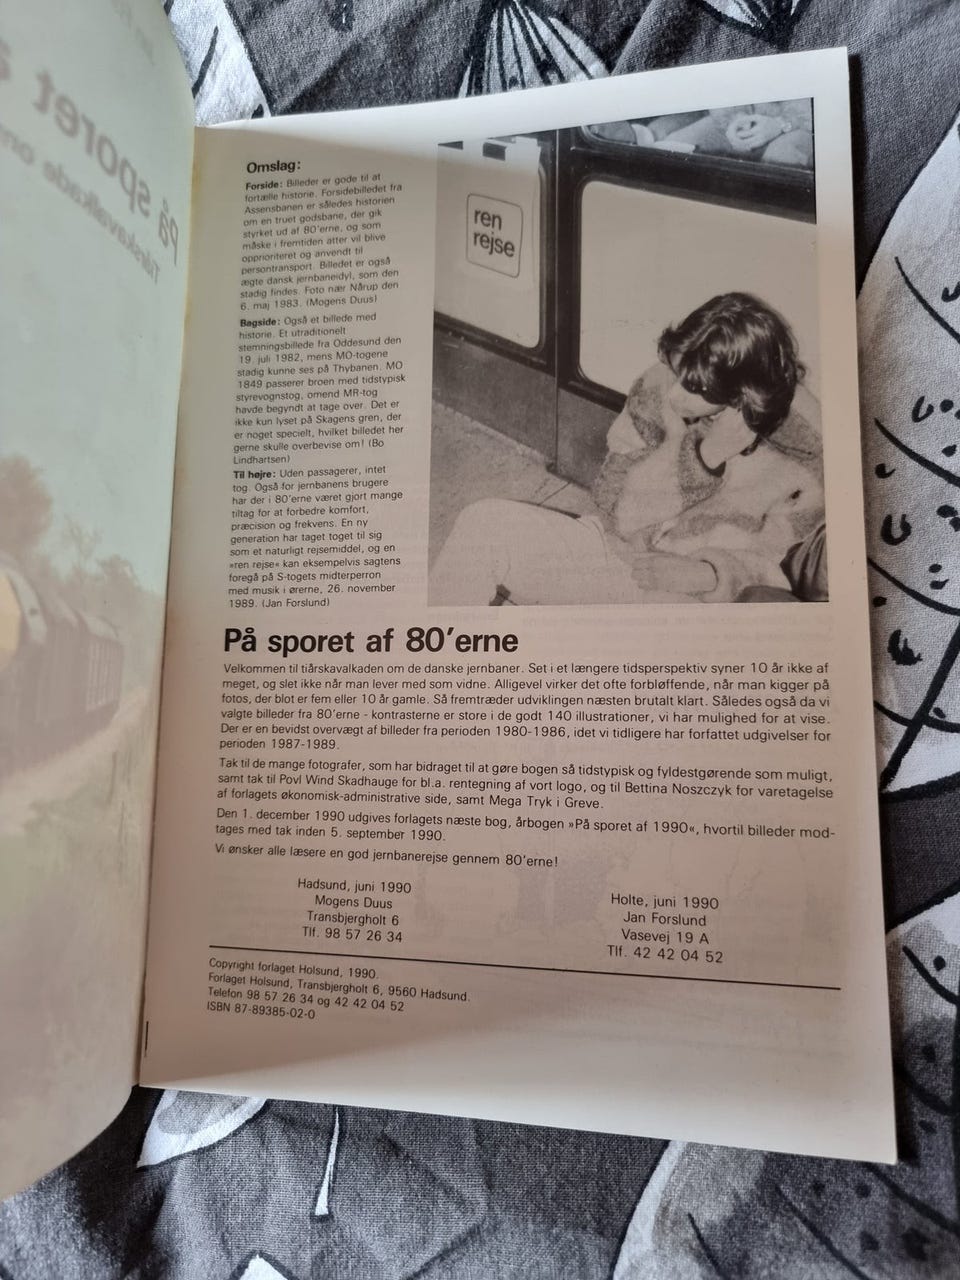 Omslag:
Forside: Billeder er gode til at
fortælle historie. Forsidebilledet fra
Assensbanen er således historien
om en truet godsbane, der gik
styrket ud af 80'erne, og som
måske i fremtiden atter vil blive
opprioriteret og anvendt til
persontransport. Billedet er også
ægte dansk jernbaneidyl, som den
stadig findes. Foto nær Nårup den
6. maj 1983. (Mogens Duus)
Bagside: Også et billede med
historie. Et utraditionelt
stemningsbillede fra Oddesund den
19. juli 1982, mens MO-togene
stadig kunne ses på Thybanen. MO
1849 passerer broen med tidstypisk
styrevognstog, omend MR-tog
havde begyndt at tage over. Det er
ikke kun lyset på Skagens gren, der
er noget specielt, hvilket billedet her
gerne skulle overbevise om! (Bo
Lindhartsen)
Til højre: Uden passagerer, intet
tog. Også for jernbanens brugere
har der i 80'erne været gjort mange
tiltag for at forbedre komfort,
præcision og frekvens. En ny
generation har taget toget til sig
som et naturligt rejsemiddel, og en
»ren rejse« kan eksempelvis sagtens
foregå på S-togets midterperron
med musik i ørerne, 26. november
1989. (Jan Forslund)
ren
rejse
På sporet af 80'erne
Velkommen til tiårskavalkaden om de danske jernbaner. Set i et længere tidsperspektiv syner 10 år ikke af
meget, og slet ikke når man lever med som vidne. Alligevel virker det ofte forbløffende, når man kigger på
fotos, der blot er fem eller 10 år gamle. Så fremtræder udviklingen næsten brutalt klart. Således også da vi
valgte billeder fra 80'erne - kontrasterne er store i de godt 140 illustrationer, vi har mulighed for at vise.
Der er en bevidst overvægt af billeder fra perioden 1980-1986, idet vi tidligere har forfattet udgivelser for
perioden 1987-1989.
Tak til de mange fotografer, som har bidraget til at gøre bogen så tidstypisk og fyldestgørende som muligt,
samt tak til Povl Wind Skadhauge for bl.a. rentegning af vort logo, og til Bettina Noszczyk for varetagelse
af forlagets økonomisk-administrative side, samt Mega Tryk i Greve.
Den 1. december 1990 udgives forlagets næste bog, årbogen »På sporet af 1990«, hvortil billeder mod-
tages med tak inden 5. september 1990.
Vi ønsker alle læsere en god jernbanerejse gennem 80'erne!
Hadsund, juni 1990
Mogens Duus
Transbjergholt 6
Tlf. 98 57 26 34
Holte, juni 1990
Jan Forslund
Vasevej 19 A
Tlf. 42 42 04 52
Copyright forlaget Holsund, 1990.
Forlaget Holsund, Transbjergholt 6, 9560 Hadsund.
Telefon 98 57 26 34 og 42 42 04 52
ISBN 87-89385-02-0